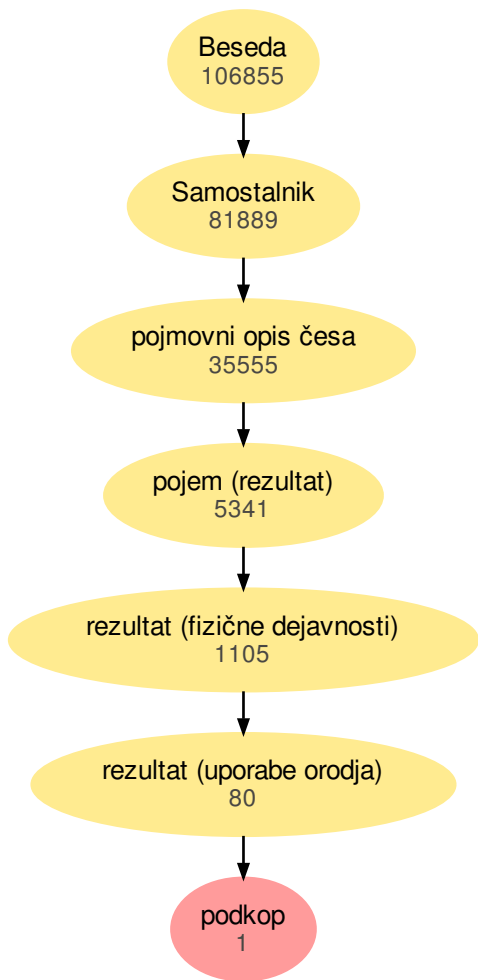 Beseda
106855
Samostalnik
81889
pojmovni opis česa
35555
pojem (rezultat)
5341
rezultat (fizične dejavnosti)
1105
rezultat (uporabe orodja)
80
podkop
1